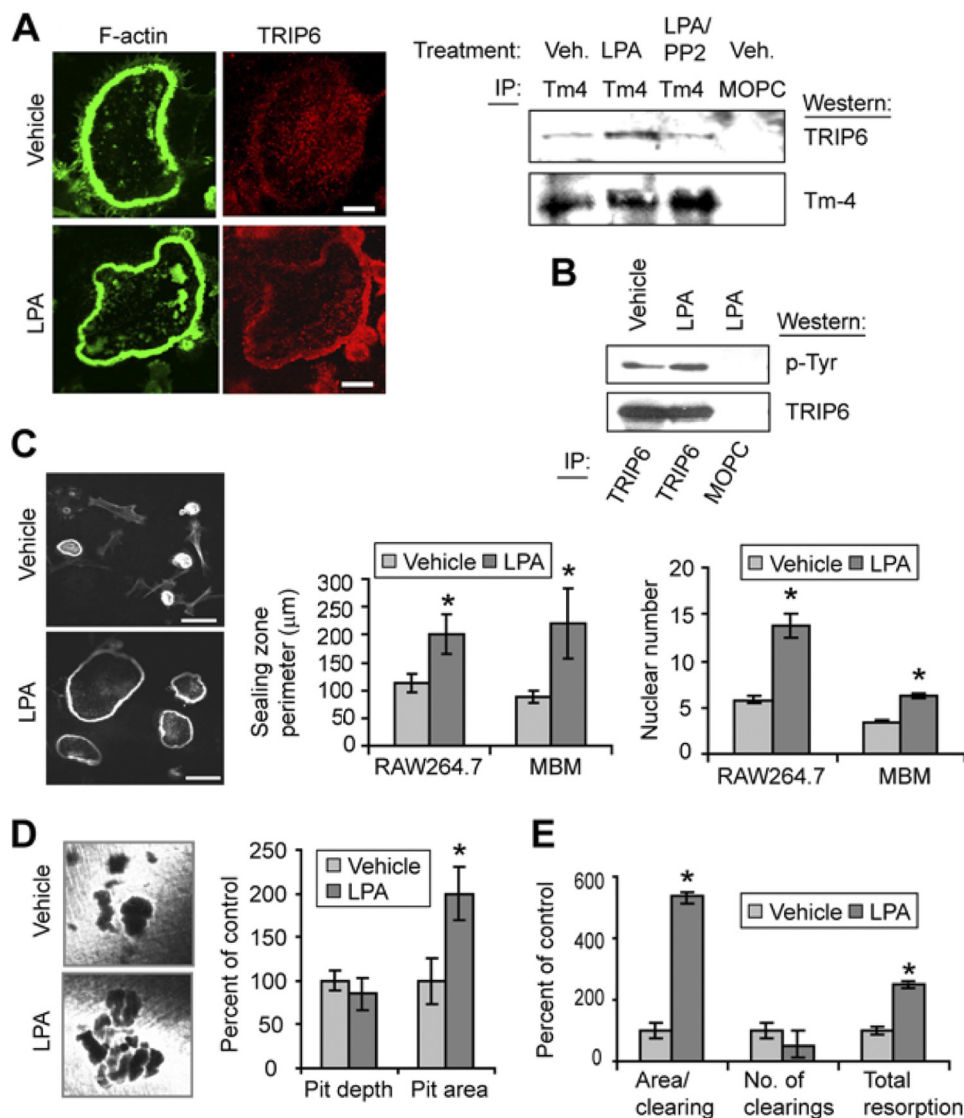 A
F-actin
TRIP6
Vehicle
LPA
Treatment:
Veh.
LPA
LPA/
PP2
Veh.
IP:
Tm4
Tm4
Tm4
MOPC
Western:
TRIP6
Tm-4
B
Vehicle
LPA
LPA
Western:
p-Tyr
TRIP6
IP:
TRIP6
TRIP6
MOPC
C
Vehicle
LPA
Sealing zone
perimeter (μm)
Vehicle
LPA
300
250
200
150
100
50
0
*
*
RAW264.7
MBM
Nuclear number
20
15
10
5
0
Vehicle
LPA
*
*
RAW264.7
MBM
D
Vehicle
LPA
Percent of control
250
200
150
100
50
0
Vehicle
LPA
*
Pit depth
Pit area
E
Percent of control
600
400
200
0
Vehicle
LPA
*
*
Area/
clearing
No. of
clearings
Total
resorption